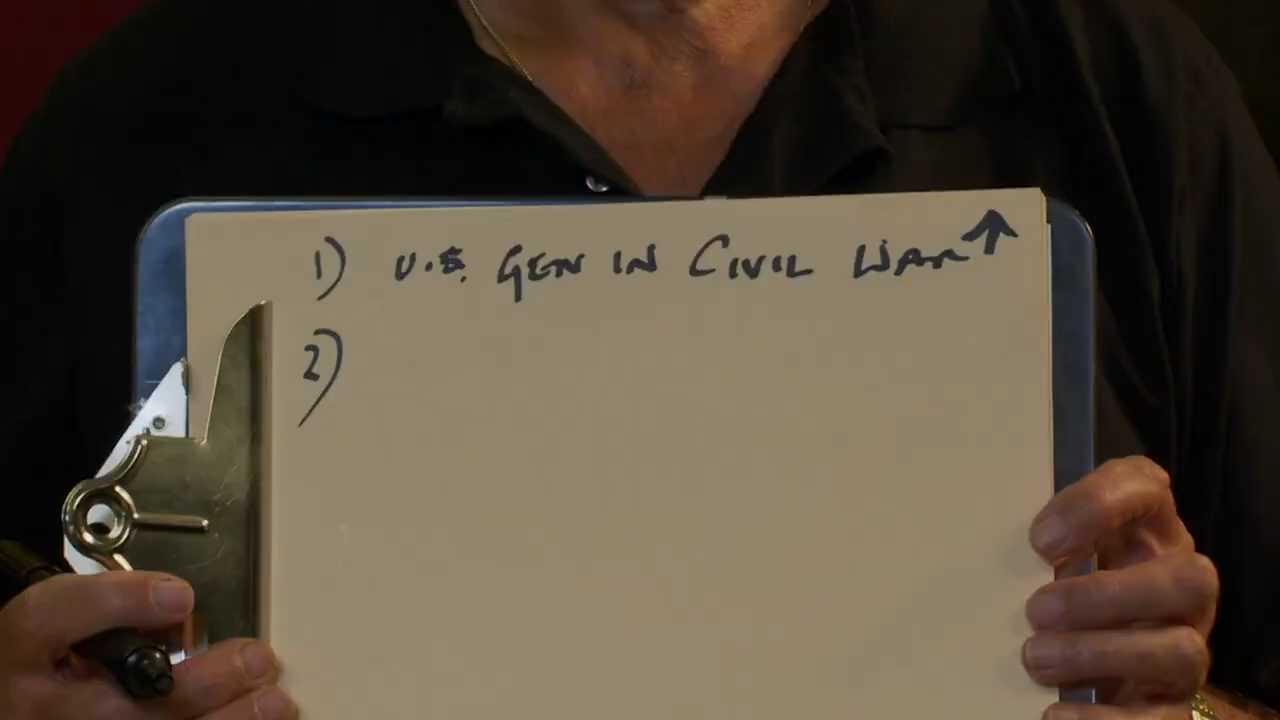 1) U.S. GEN IN CIVIL WAR ↑
2)